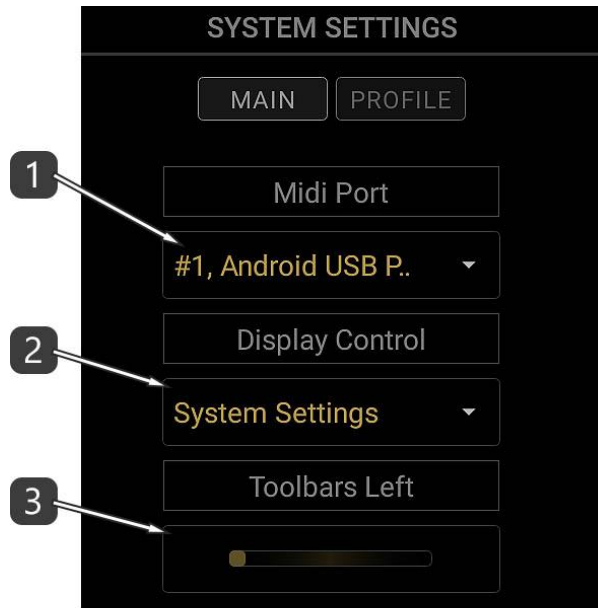 SYSTEM SETTINGS
MAIN PROFILE
1
Midi Port
#1, Android USB P..
2
Display Control
System Settings
3
Toolbars Left